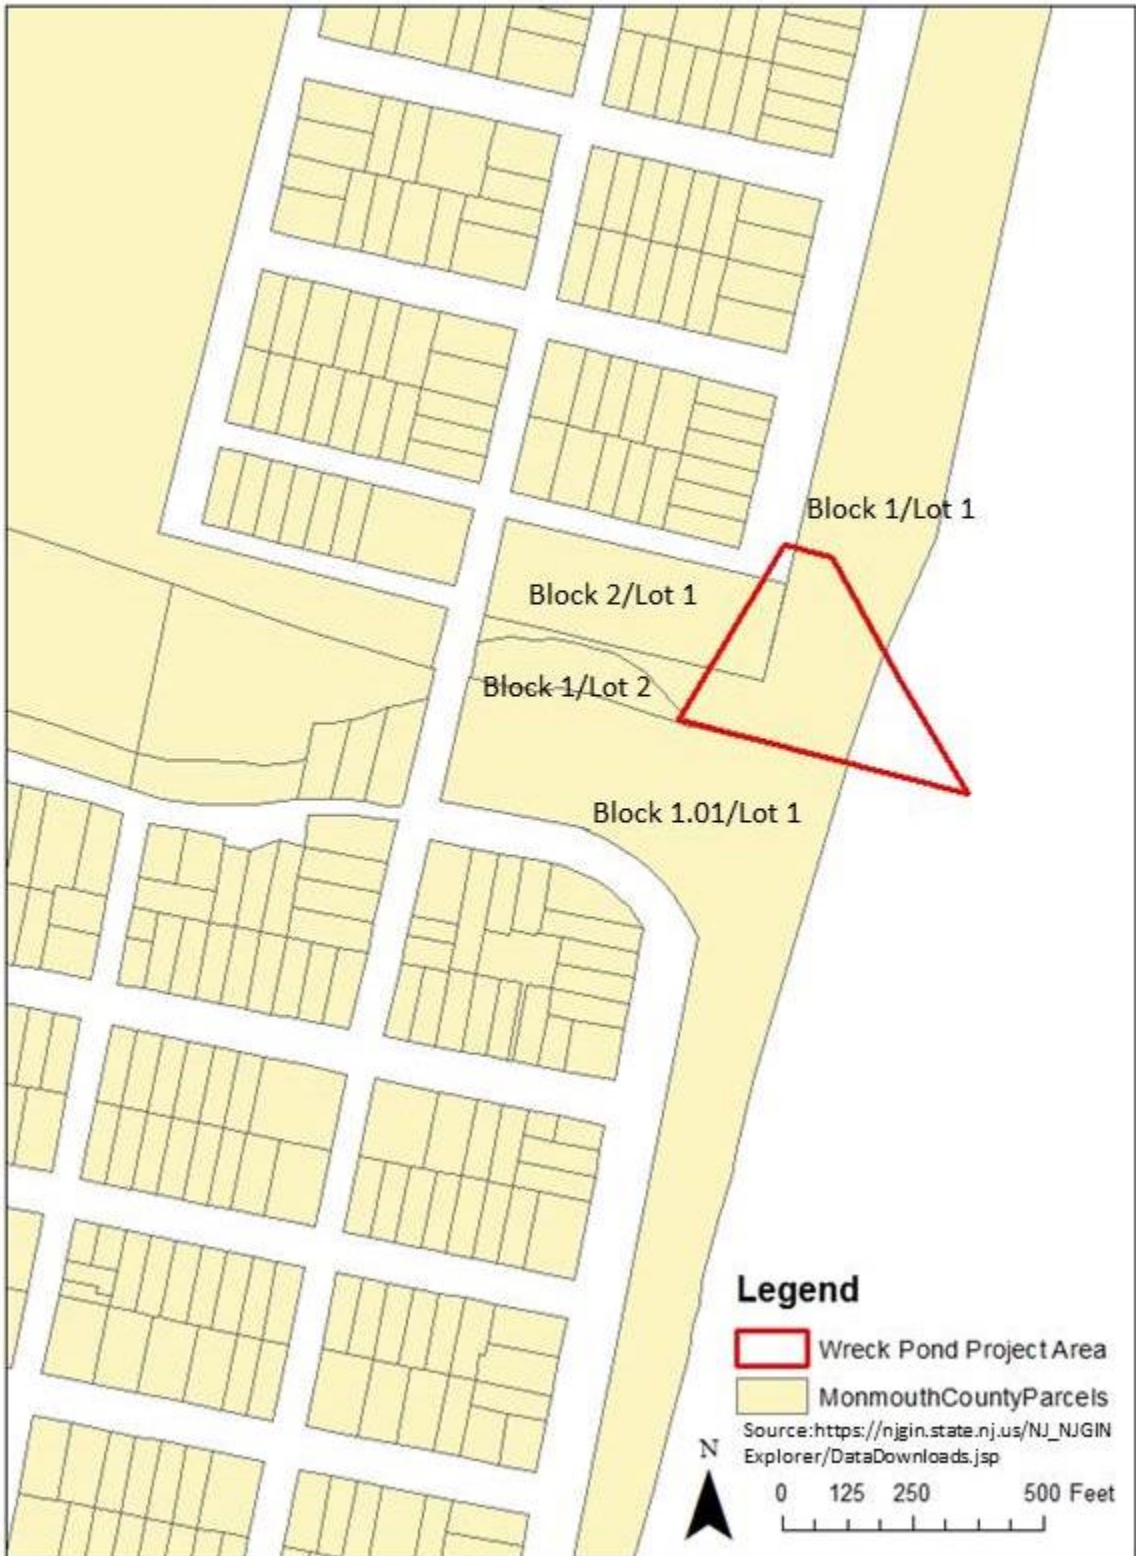 Block 1/Lot 1
Block 2/Lot 1
Block 1/Lot 2
Block 1.01/Lot 1
Legend
Wreck Pond Project Area
MonmouthCountyParcels
Source:https://njgin.state.nj.us/NJ_NJGIN
Explorer/DataDownloads.jsp
N
0 125 250 500 Feet